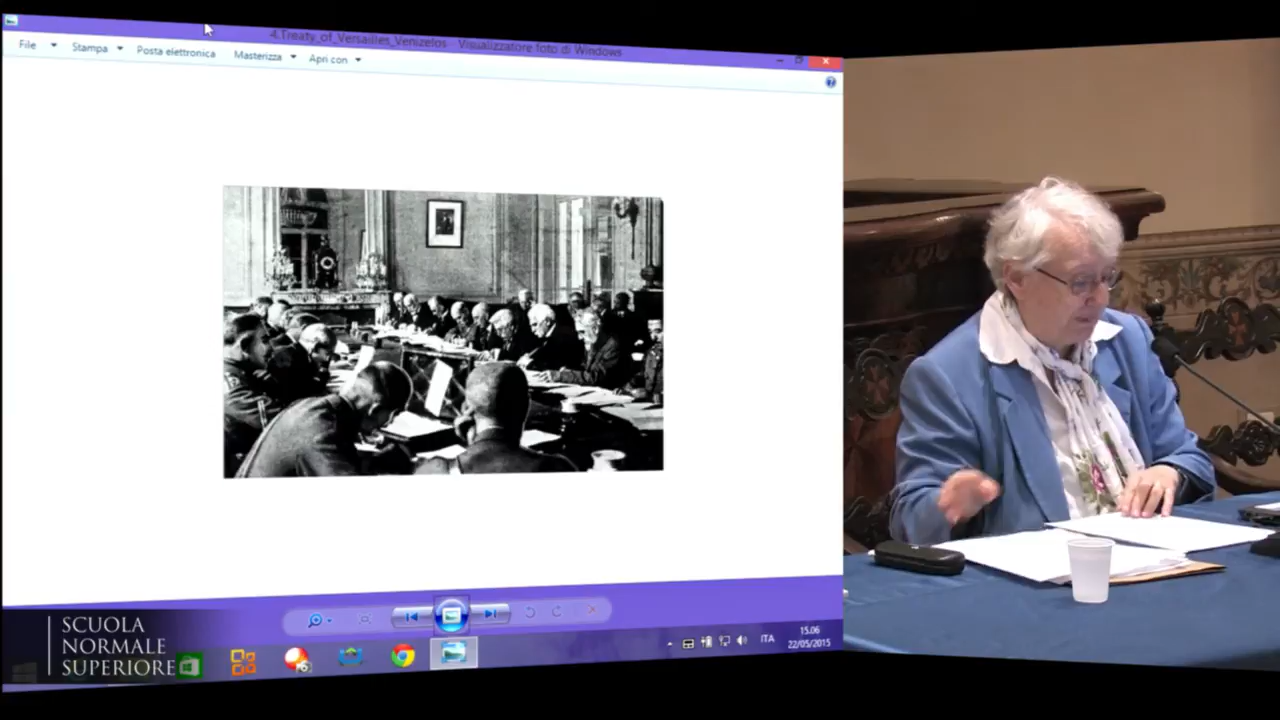 4.Treaty_of_Versailles_Venizelos - Visualizzatore foto di Windows
File Stampa Posta elettronica Masterizza Apri con
SCUOLA
NORMALE
SUPERIORE
ITA
15.06
22/05/2015